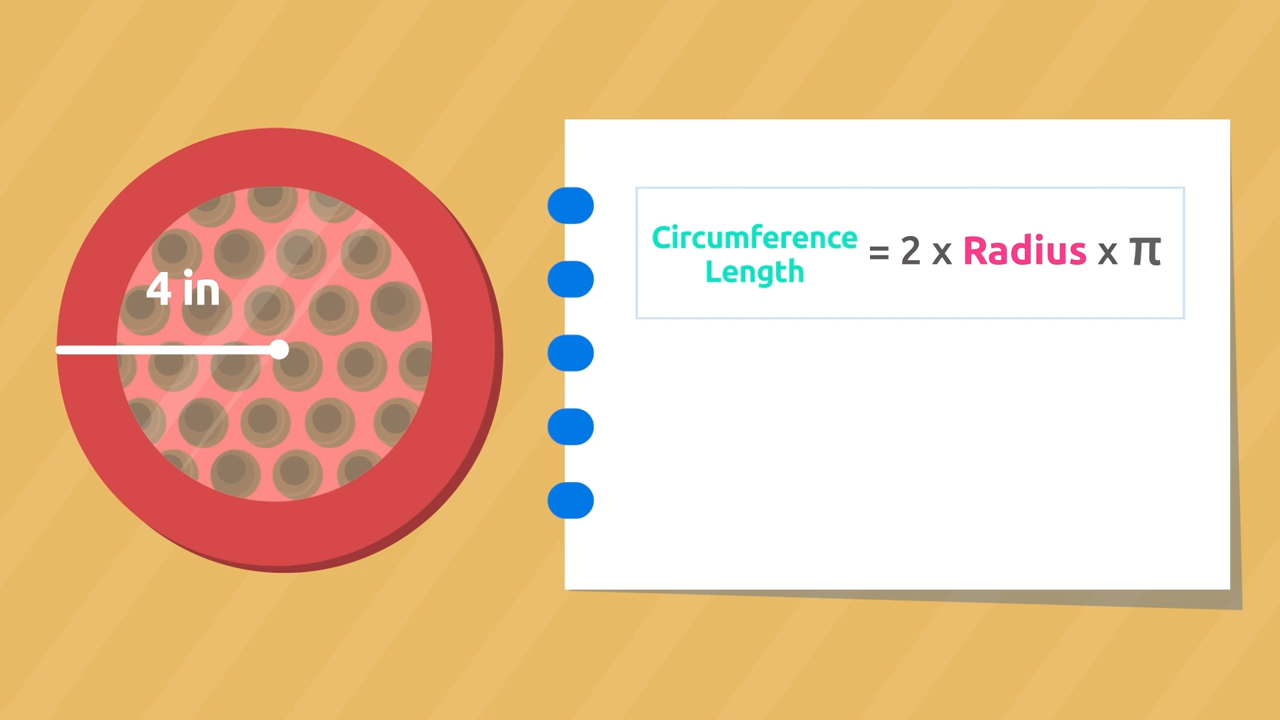 4 in
Circumference
Length
= 2 x Radius x π